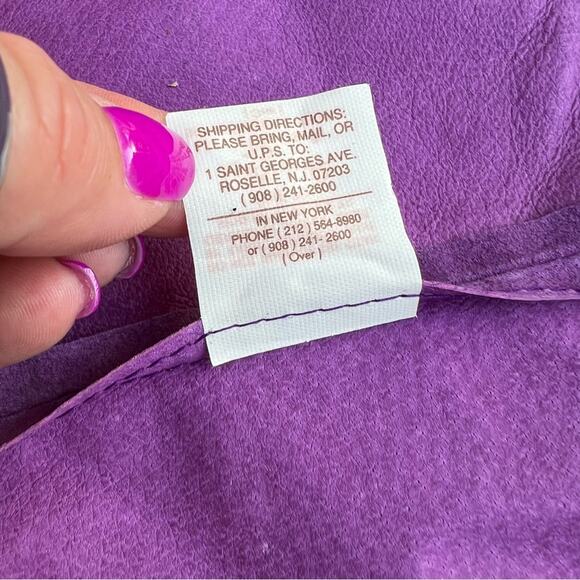 SHIPPING DIRECTIONS:
PLEASE BRING, MAIL, OR
U.P.S. TO:
1 SAINT GEORGES AVE.
ROSELLE, N.J. 07203
( 908 ) 241-2600
IN NEW YORK
PHONE ( 212 ) 564-8980
or ( 908 ) 241- 2600
( Over )